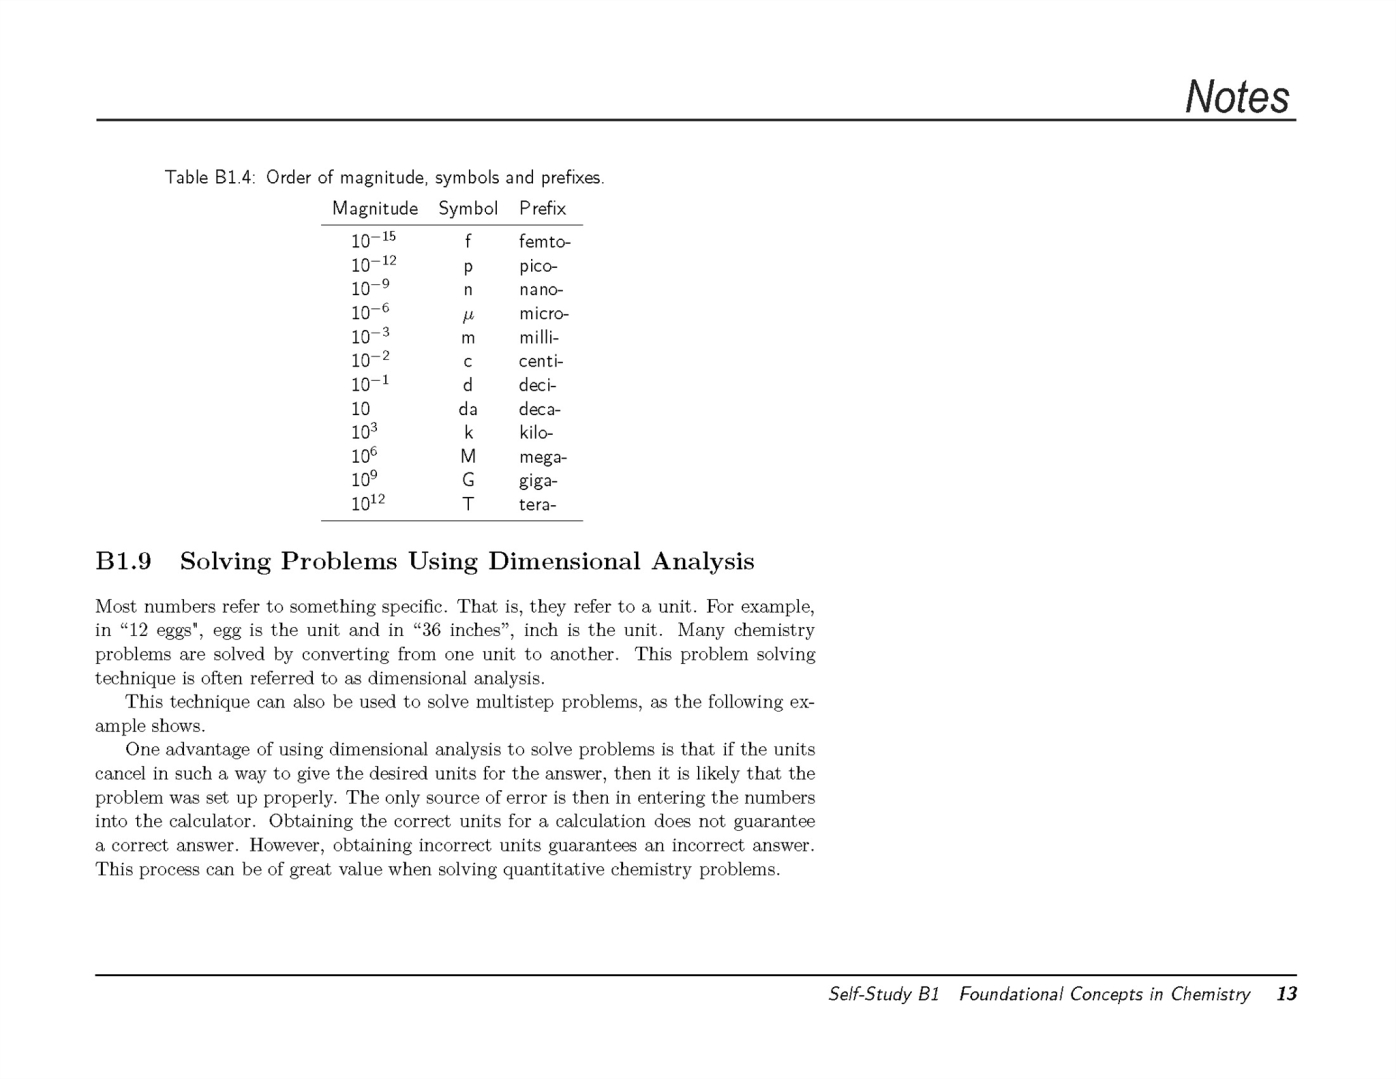 Notes
Table B1.4: Order of magnitude, symbols and prefixes.
Magnitude Symbol Prefix
10⁻¹⁵ f femto-
10⁻¹² p pico-
10⁻⁹ n nano-
10⁻⁶ μ micro-
10⁻³ m milli-
10⁻² c centi-
10⁻¹ d deci-
10 da deca-
10³ k kilo-
10⁶ M mega-
10⁹ G giga-
10¹² T tera-
B1.9 Solving Problems Using Dimensional Analysis
Most numbers refer to something specific. That is, they refer to a unit. For example,
in “12 eggs", egg is the unit and in “36 inches”, inch is the unit. Many chemistry
problems are solved by converting from one unit to another. This problem solving
technique is often referred to as dimensional analysis.
This technique can also be used to solve multistep problems, as the following ex-
ample shows.
One advantage of using dimensional analysis to solve problems is that if the units
cancel in such a way to give the desired units for the answer, then it is likely that the
problem was set up properly. The only source of error is then in entering the numbers
into the calculator. Obtaining the correct units for a calculation does not guarantee
a correct answer. However, obtaining incorrect units guarantees an incorrect answer.
This process can be of great value when solving quantitative chemistry problems.
Self-Study B1 Foundational Concepts in Chemistry 13